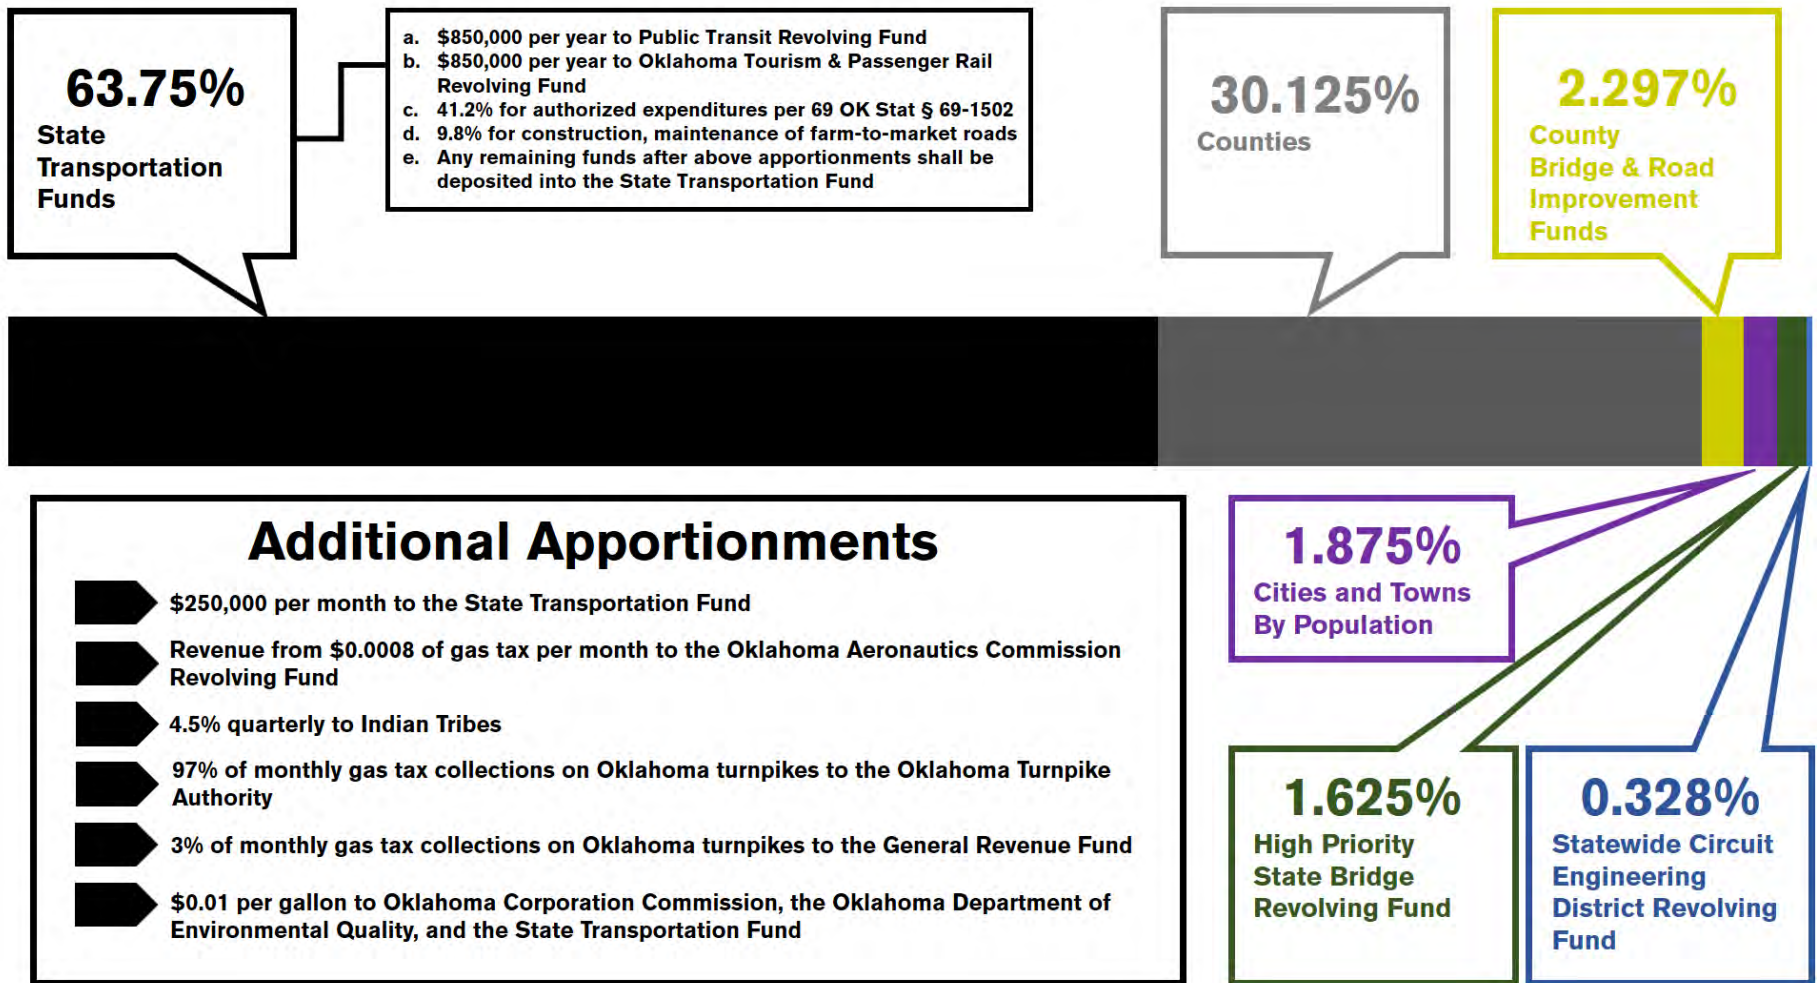 63.75%
State
Transportation
Funds
a. $850,000 per year to Public Transit Revolving Fund
b. $850,000 per year to Oklahoma Tourism & Passenger Rail
Revolving Fund
c. 41.2% for authorized expenditures per 69 OK Stat § 69-1502
d. 9.8% for construction, maintenance of farm-to-market roads
e. Any remaining funds after above apportionments shall be
deposited into the State Transportation Fund
30.125%
Counties
2.297%
County
Bridge & Road
Improvement
Funds
Additional Apportionments
$250,000 per month to the State Transportation Fund
Revenue from $0.0008 of gas tax per month to the Oklahoma Aeronautics Commission
Revolving Fund
4.5% quarterly to Indian Tribes
97% of monthly gas tax collections on Oklahoma turnpikes to the Oklahoma Turnpike
Authority
3% of monthly gas tax collections on Oklahoma turnpikes to the General Revenue Fund
$0.01 per gallon to Oklahoma Corporation Commission, the Oklahoma Department of
Environmental Quality, and the State Transportation Fund
1.875%
Cities and Towns
By Population
1.625%
High Priority
State Bridge
Revolving Fund
0.328%
Statewide Circuit
Engineering
District Revolving
Fund